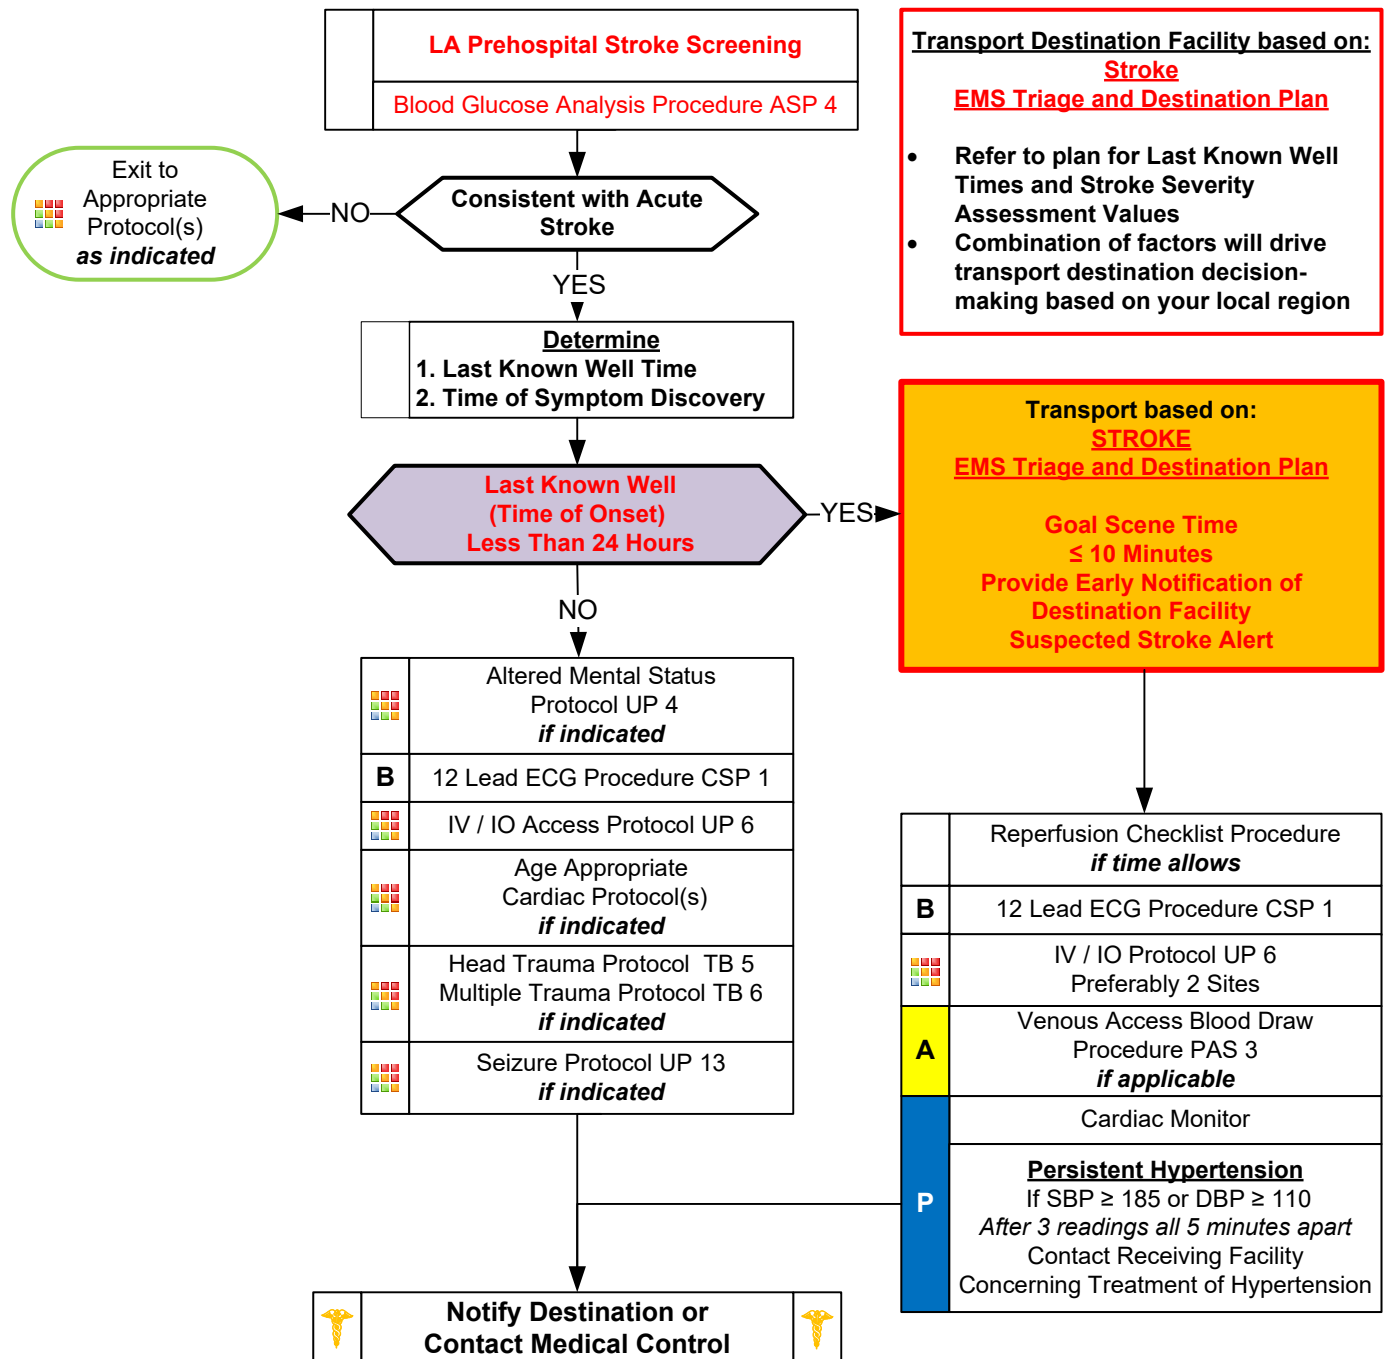 LA Prehospital Stroke Screening
Blood Glucose Analysis Procedure ASP 4
Transport Destination Facility based on:
Stroke
EMS Triage and Destination Plan
• Refer to plan for Last Known Well
Times and Stroke Severity
Assessment Values
• Combination of factors will drive
transport destination decision-
making based on your local region
Exit to
Appropriate
Protocol(s)
as indicated
NO
Consistent with Acute
Stroke
YES
Determine
1. Last Known Well Time
2. Time of Symptom Discovery
Last Known Well
(Time of Onset)
Less Than 24 Hours
YES
Transport based on:
STROKE
EMS Triage and Destination Plan
Goal Scene Time
≤ 10 Minutes
Provide Early Notification of
Destination Facility
Suspected Stroke Alert
NO
Altered Mental Status
Protocol UP 4
if indicated
B
12 Lead ECG Procedure CSP 1
IV / IO Access Protocol UP 6
Age Appropriate
Cardiac Protocol(s)
if indicated
Head Trauma Protocol TB 5
Multiple Trauma Protocol TB 6
if indicated
Seizure Protocol UP 13
if indicated
Reperfusion Checklist Procedure
if time allows
B
12 Lead ECG Procedure CSP 1
IV / IO Protocol UP 6
Preferably 2 Sites
A
Venous Access Blood Draw
Procedure PAS 3
if applicable
P
Cardiac Monitor
Persistent Hypertension
If SBP ≥ 185 or DBP ≥ 110
After 3 readings all 5 minutes apart
Contact Receiving Facility
Concerning Treatment of Hypertension
Notify Destination or
Contact Medical Control